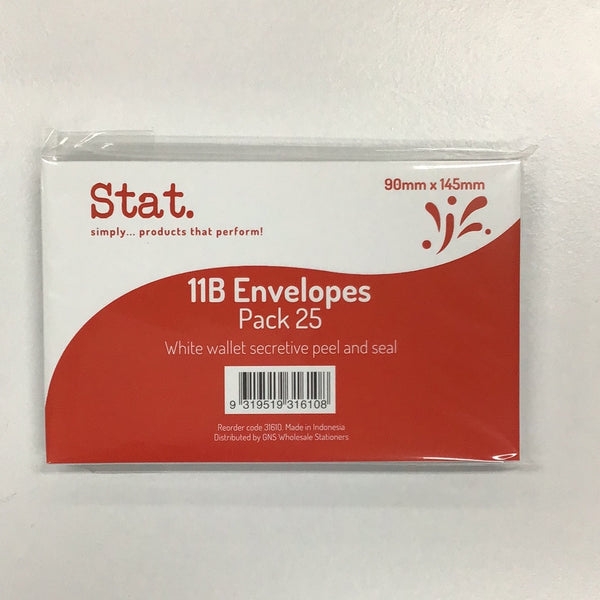 Stat.
simply... products that perform!
90mm x 145mm
11B Envelopes
Pack 25
White wallet secretive peel and seal
9 319519 316108
Reorder code 31610. Made in Indonesia
Distributed by GNS Wholesale Stationers